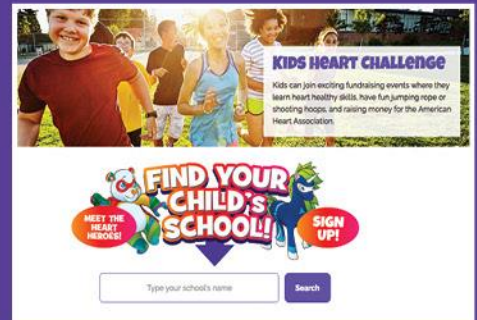 KIDS HEART CHALLENGE
Kids can join exciting fundraising events where they
learn heart healthy skills, have fun jumping rope or
shooting hoops, and raising money for the American
Heart Association.
FIND YOUR
CHILD'S
SCHOOL!
MEET THE
HEART
HEROES!
SIGN
UP!
Type your school's name
Search